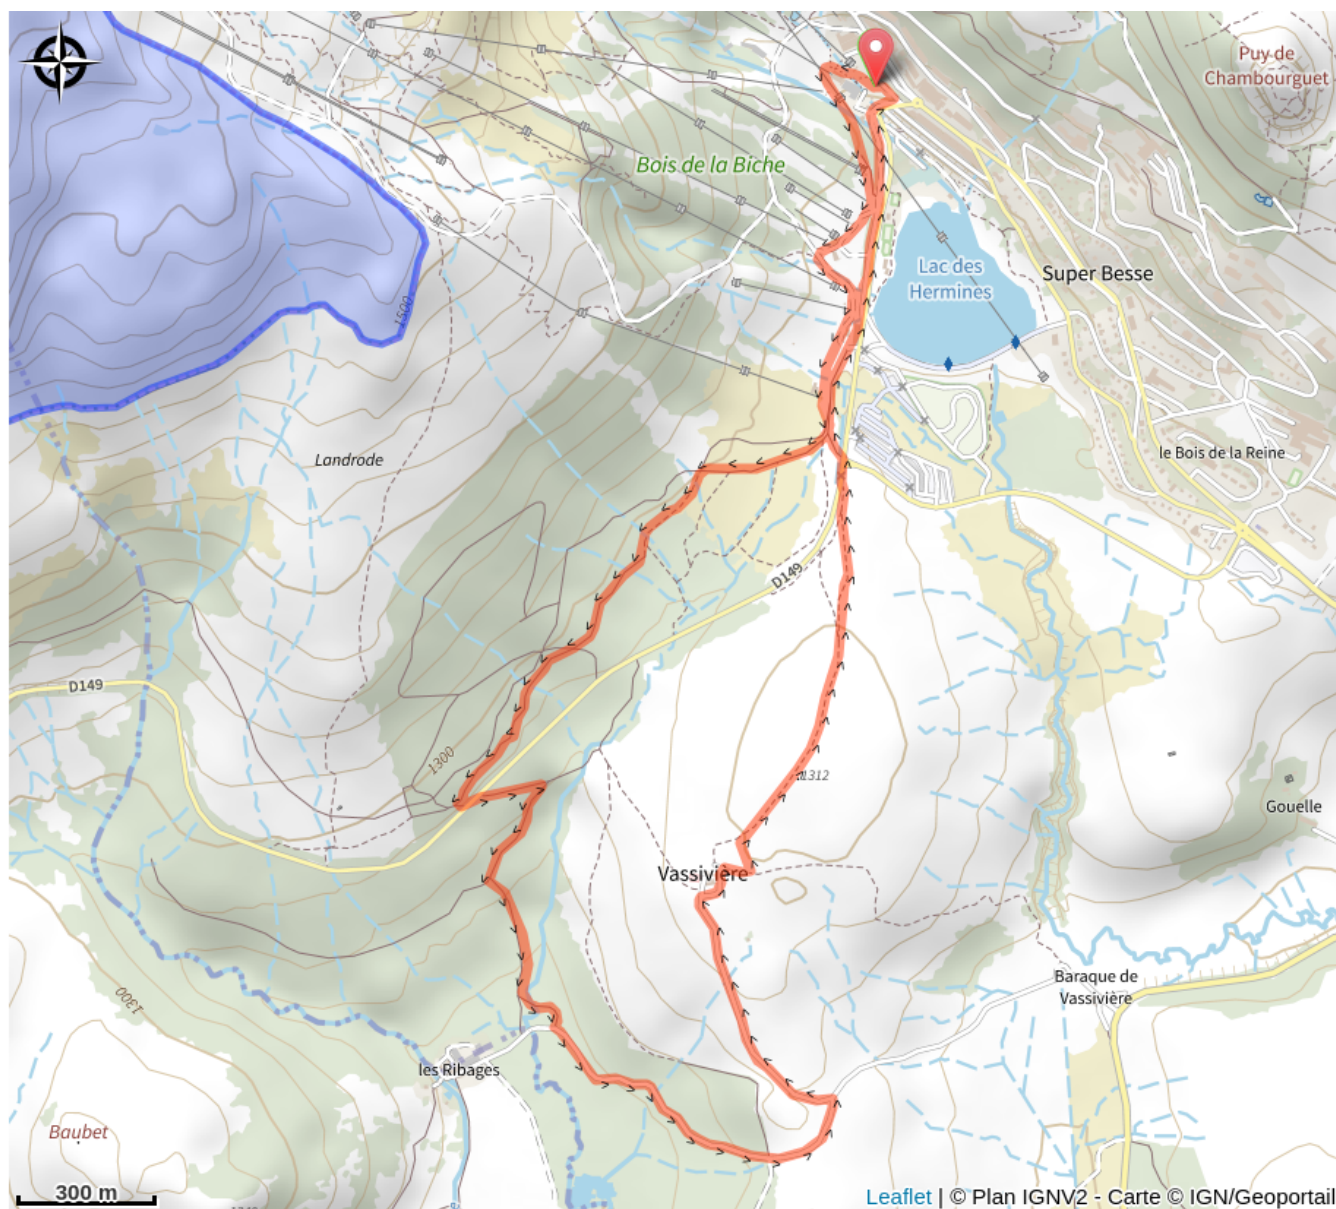 Puy de
Chambourguet
Bois de la Biche
Lac des
Hermines
Super Besse
1500
Landrode
le Bois de la Reine
D149
D149
1300
1312
Gouelle
Vassivière
Baraque de
Vassivière
1300
les Ribages
Baubet
300 m
Leaflet | © Plan IGNV2 - Carte © IGN/Geoportail